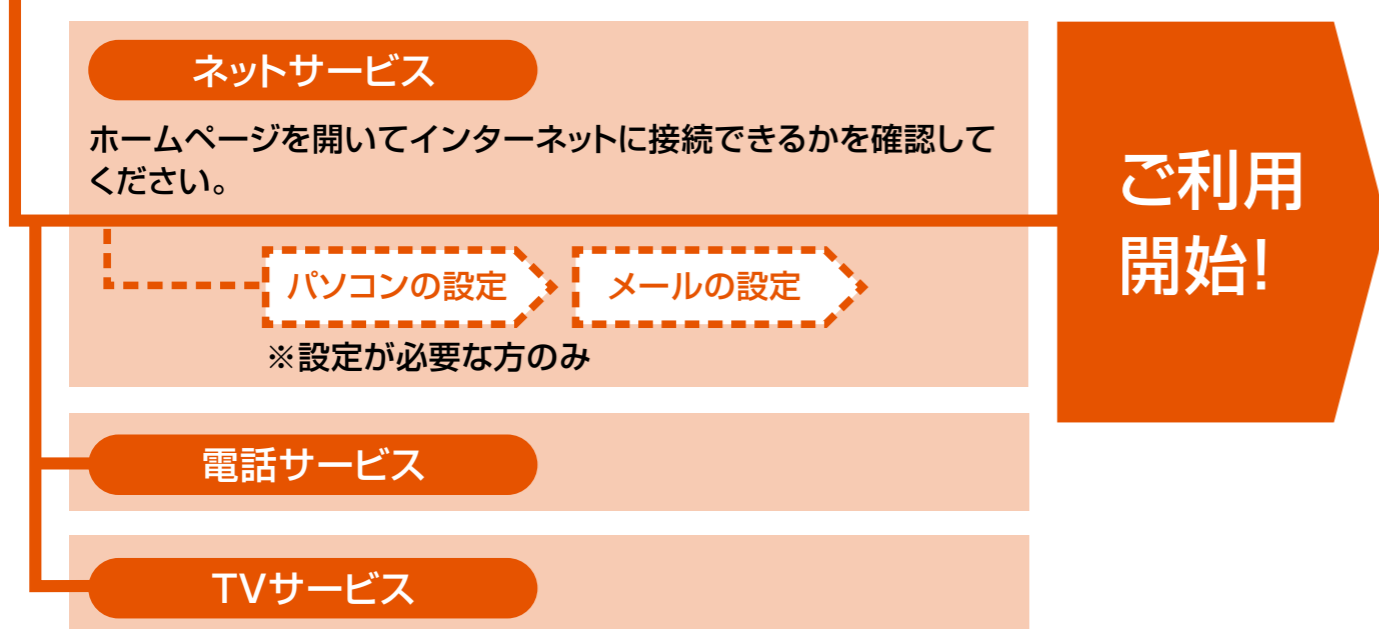 ネットサービス
ホームページを開いてインターネットに接続できるかを確認して
ください。
パソコンの設定
メールの設定
※設定が必要な方のみ
電話サービス
TVサービス
ご利用
開始!